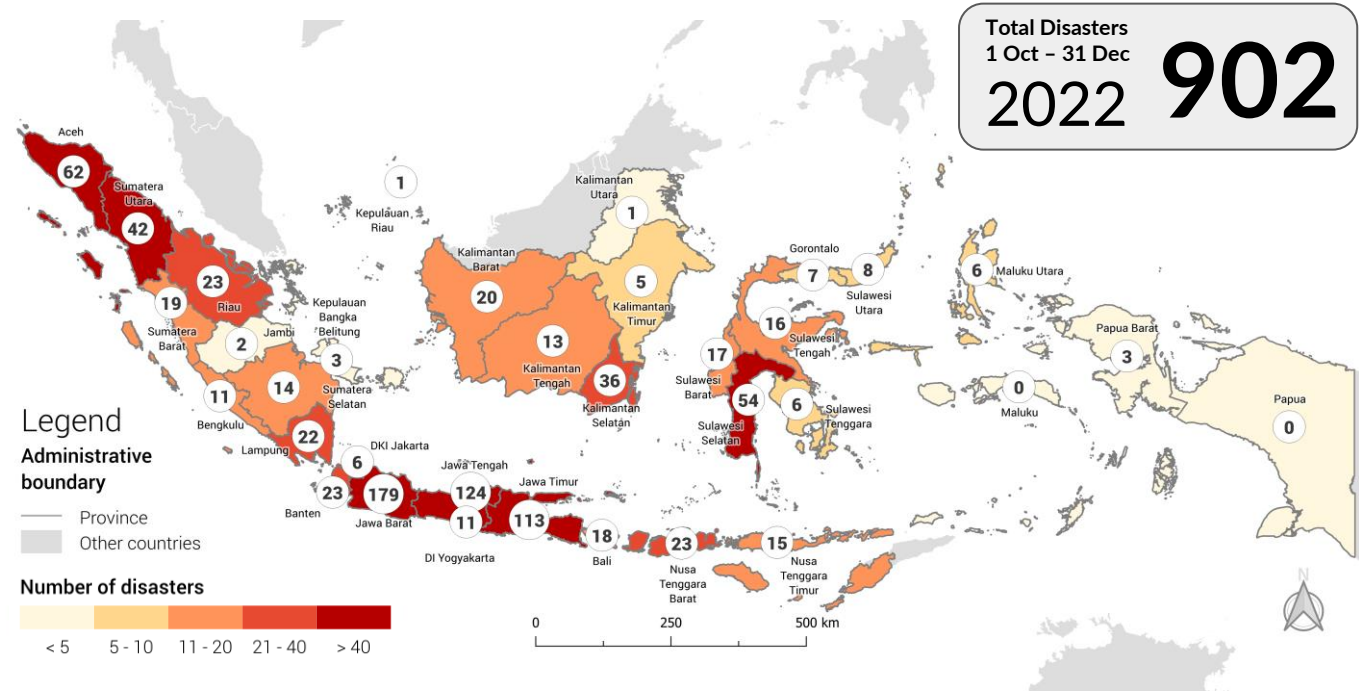 Total Disasters
1 Oct – 31 Dec
2022
902
Aceh
62
Sumatera
Utara
42
1
Kepulauan
Riau
23
Riau
19
Sumatera
Barat
2
Jambi
Kepulauan
Bangka
Belitung
3
14
Sumatera
Selatan
11
Bengkulu
22
Lampung
Kalimantan
Utara
1
Kalimantan
Barat
20
5
Kalimantan
Timur
13
Kalimantan
Tengah
36
Kalimantan
Selatan
Gorontalo
7
8
Sulawesi
Utara
16
Sulawesi
Tengah
17
Sulawesi
Barat
54
Sulawesi
Selatan
6
Sulawesi
Tenggara
6
Maluku Utara
Papua Barat
3
0
Maluku
Papua
0
DKI Jakarta
6
23
Banten
179
Jawa Barat
Jawa Tengah
124
11
DI Yogyakarta
Jawa Timur
113
18
Bali
23
Nusa
Tenggara
Barat
15
Nusa
Tenggara
Timur
Legend
Administrative
boundary
Province
Other countries
Number of disasters
< 5
5 - 10
11 - 20
21 - 40
> 40
0
250
500 km
N